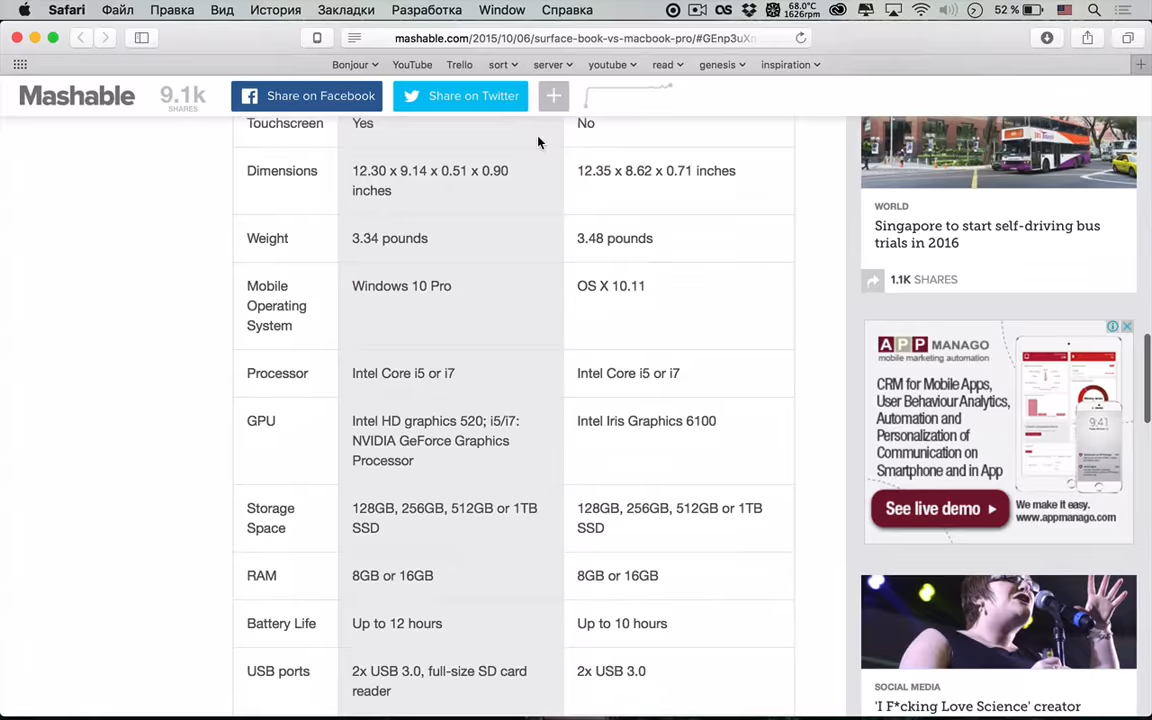 Safari Файл Правка Вид История Закладки Разработка Window Справка
68.0°C
1626rpm
52 %
mashable.com/2015/10/06/surface-book-vs-macbook-pro/#GEnp3uX
Bonjour YouTube Trello sort server youtube read genesis inspiration
Mashable
9.1k
SHARES
Share on Facebook
Share on Twitter
Touchscreen Yes No
Dimensions 12.30 x 9.14 x 0.51 x 0.90 12.35 x 8.62 x 0.71 inches
inches
Weight 3.34 pounds 3.48 pounds
Mobile Windows 10 Pro OS X 10.11
Operating
System
Processor Intel Core i5 or i7 Intel Core i5 or i7
GPU Intel HD graphics 520; i5/i7: Intel Iris Graphics 6100
NVIDIA GeForce Graphics
Processor
Storage 128GB, 256GB, 512GB or 1TB 128GB, 256GB, 512GB or 1TB
Space SSD SSD
RAM 8GB or 16GB 8GB or 16GB
Battery Life Up to 12 hours Up to 10 hours
USB ports 2x USB 3.0, full-size SD card 2x USB 3.0
reader
WORLD
Singapore to start self-driving bus
trials in 2016
1.1K SHARES
APPMANAGO
mobile marketing automation
CRM for Mobile Apps,
User Behaviour Analytics,
Automation and
Personalization of
Communication on
Smartphone and in App
9:41
See live demo
We make it easy.
www.appmanago.com
SOCIAL MEDIA
'I F*cking Love Science' creator